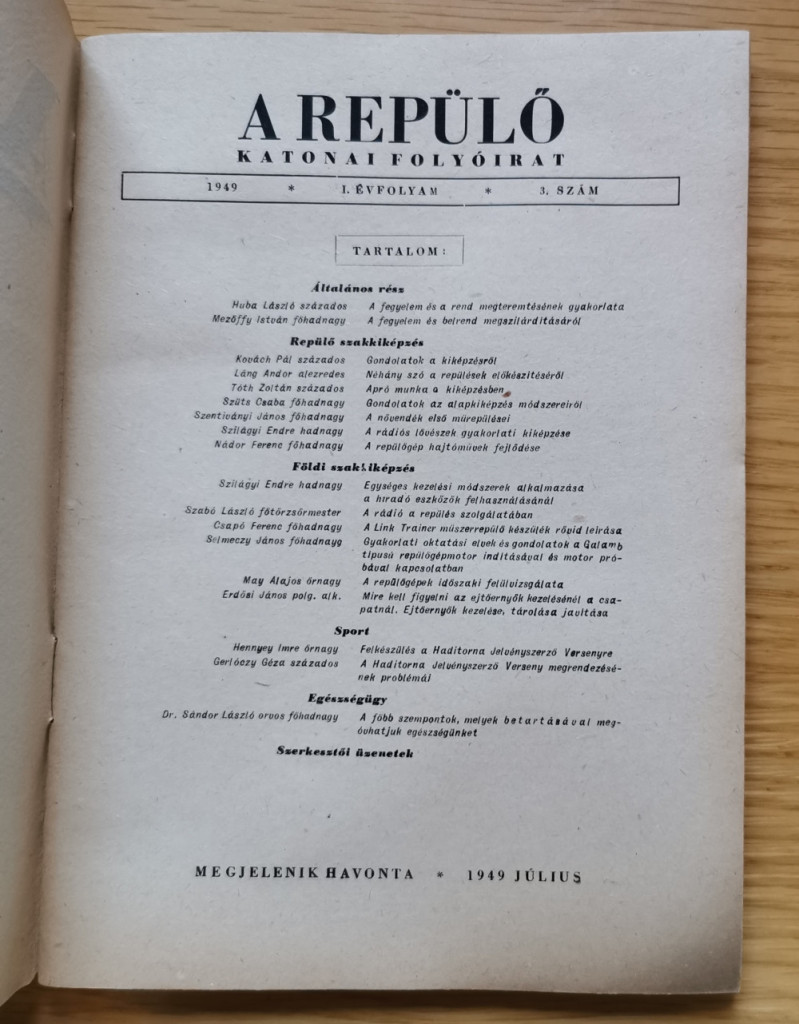 A REPÜLŐ
KATONAI FOLYÓIRAT
1949 * I. ÉVFOLYAM * 3. SZÁM
TARTALOM:
Általános rész
Huba László százados A fegyelem és a rend megteremtésének gyakorlata
Mezőffy István főhadnagy A fegyelem és belrend megszilárdításáról
Repülő szakkiképzés
Kovách Pál százados Gondolatok a kiképzésről
Láng Andor alezredes Néhány szó a repülések előkészítéséről
Tóth Zoltán százados Apró munka a kiképzésben
Szűts Csaba főhadnagy Gondolatok az alapkiképzés módszereiről
Szentiványi János főhadnagy A növendék első műrepülései
Szilágyi Endre hadnagy A rádiós lövészek gyakorlati kiképzése
Nádor Ferenc főhadnagy A repülőgép hajtóművek fejlődése
Földi szakkiképzés
Szilágyi Endre hadnagy Egységes kezelési módszerek alkalmazása
a híradó eszközök felhasználásánál
Szabó László főtörzsőrmester A rádió a repülés szolgálatában
Csapó Ferenc főhadnagy A Link Trainer műszerrepülő készülék rövid leírása
Selmeczy János főhadnayg Gyakorlati oktatási elvek és gondolatok a Galamb
típusú repülőgépmotor indításával és motor pró-
bával kapcsolatban
May Alajos őrnagy A repülőgépek időszaki felülvizsgálata
Erdősi János polg. alk. Mire kell figyelni az ejtőernyők kezelésénél a csa-
patnál. Ejtőernyők kezelése, tárolása javítása
Sport
Hennyey Imre őrnagy Felkészülés a Haditorna Jelvényszerző Versenyre
Gerlóczy Géza százados A Haditorna Jelvényszerző Verseny megrendezésé-
nek problémái
Egészségügy
Dr. Sándor László orvos főhadnagy A főbb szempontok, melyek betartásával meg-
óvhatjuk egészségünket
Szerkesztői üzenetek
MEGJELENIK HAVONTA * 1949 JÚLIUS